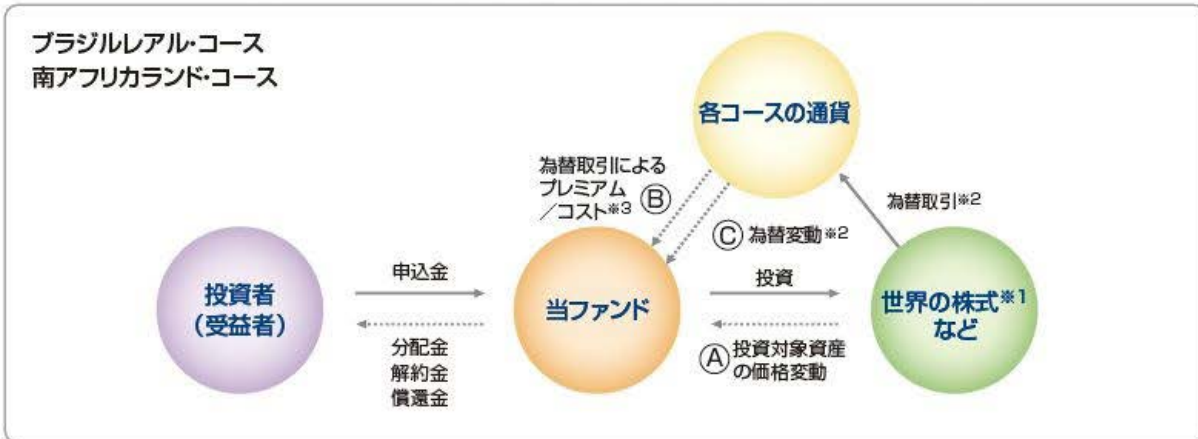 ブラジルレアル・コース
南アフリカランド・コース
各コースの通貨
為替取引による
プレミアム
／コスト※3
Ⓑ
Ⓒ 為替変動※2
為替取引※2
投資者
（受益者）
申込金
分配金
解約金
償還金
当ファンド
投資
Ⓐ 投資対象資産
の価格変動
世界の株式※1
など